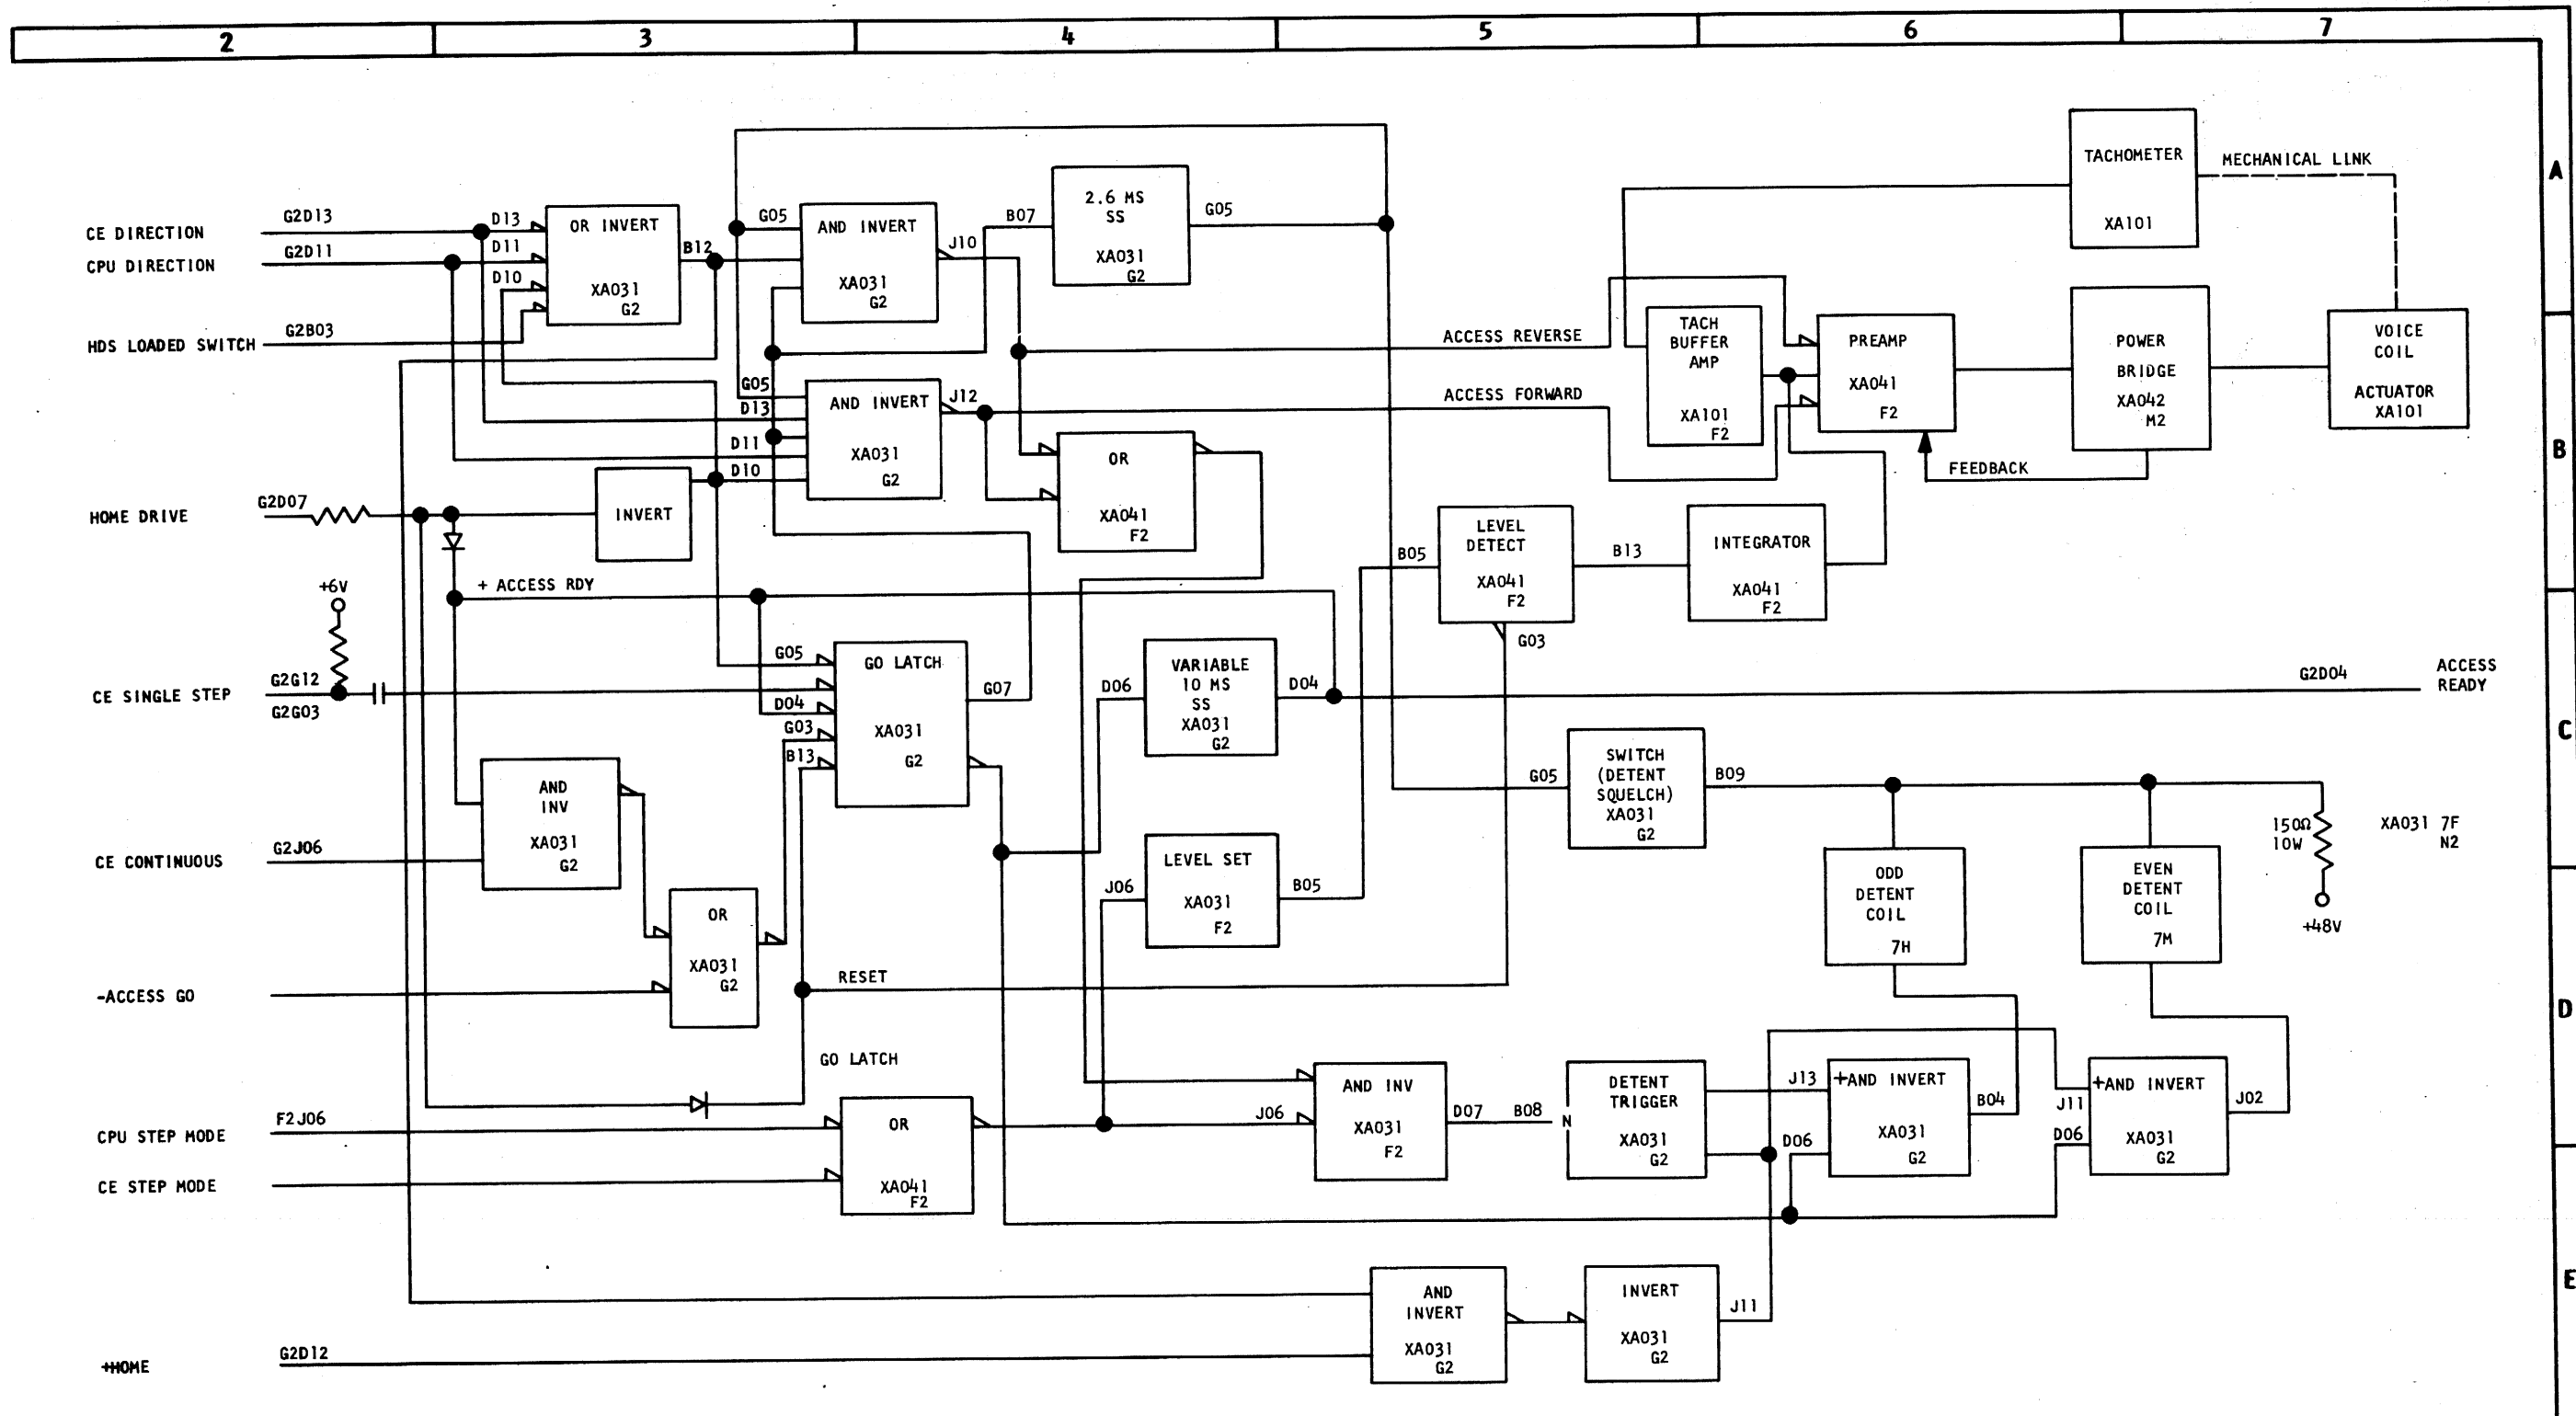 2 3 4 5 6 7
A
B
C
D
E
CE DIRECTION
G2D13
CPU DIRECTION
G2D11
HDS LOADED SWITCH
G2B03
D13
D11
D10
OR INVERT
XA031
G2
B12
G05
AND INVERT
XA031
G2
J10
B07
2.6 MS
SS
XA031
G2
G05
TACHOMETER
XA101
MECHANICAL LINK
ACCESS REVERSE
ACCESS FORWARD
TACH
BUFFER
AMP
XA101
F2
PREAMP
XA041
F2
POWER
BRIDGE
XA042
M2
VOICE
COIL
ACTUATOR
XA101
FEEDBACK
G05
D13
D11
D10
AND INVERT
XA031
G2
J12
OR
XA041
F2
HOME DRIVE
G2D07
INVERT
B05
LEVEL
DETECT
XA041
F2
G03
B13
INTEGRATOR
XA041
F2
+6V
+ ACCESS RDY
CE SINGLE STEP
G2G12
G2G03
G05
D04
G03
B13
GO LATCH
XA031
G2
G07
D06
VARIABLE
10 MS
SS
XA031
G2
D04
G2D04
ACCESS
READY
G05
SWITCH
(DETENT
SQUELCH)
XA031
G2
B09
150Ω
10W
+48V
XA031 7F
N2
AND
INV
XA031
G2
CE CONTINUOUS
G2J06
J06
LEVEL SET
XA031
F2
B05
ODD
DETENT
COIL
7H
EVEN
DETENT
COIL
7M
OR
XA031
G2
-ACCESS GO
RESET
GO LATCH
CPU STEP MODE
F2J06
CE STEP MODE
OR
XA041
F2
J06
AND INV
XA031
F2
D07
B08
N
DETENT
TRIGGER
XA031
G2
J13
D06
+AND INVERT
XA031
G2
B04
J11
D06
+AND INVERT
XA031
G2
J02
AND
INVERT
XA031
G2
INVERT
XA031
G2
J11
+HOME
G2D12